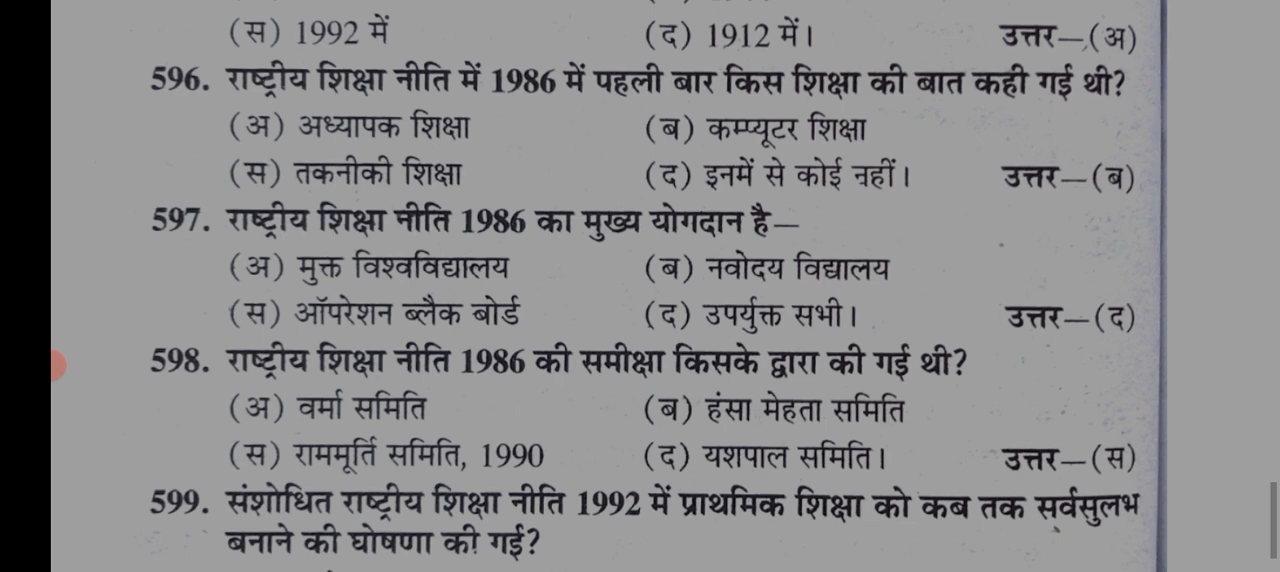 (स) 1992 में (द) 1912 में। उत्तर—(अ)
596. राष्ट्रीय शिक्षा नीति में 1986 में पहली बार किस शिक्षा की बात कही गई थी?
(अ) अध्यापक शिक्षा (ब) कम्प्यूटर शिक्षा
(स) तकनीकी शिक्षा (द) इनमें से कोई नहीं। उत्तर—(ब)
597. राष्ट्रीय शिक्षा नीति 1986 का मुख्य योगदान है—
(अ) मुक्त विश्वविद्यालय (ब) नवोदय विद्यालय
(स) ऑपरेशन ब्लैक बोर्ड (द) उपर्युक्त सभी। उत्तर—(द)
598. राष्ट्रीय शिक्षा नीति 1986 की समीक्षा किसके द्वारा की गई थी?
(अ) वर्मा समिति (ब) हंसा मेहता समिति
(स) राममूर्ति समिति, 1990 (द) यशपाल समिति। उत्तर—(स)
599. संशोधित राष्ट्रीय शिक्षा नीति 1992 में प्राथमिक शिक्षा को कब तक सर्वसुलभ
बनाने की घोषणा की गई?